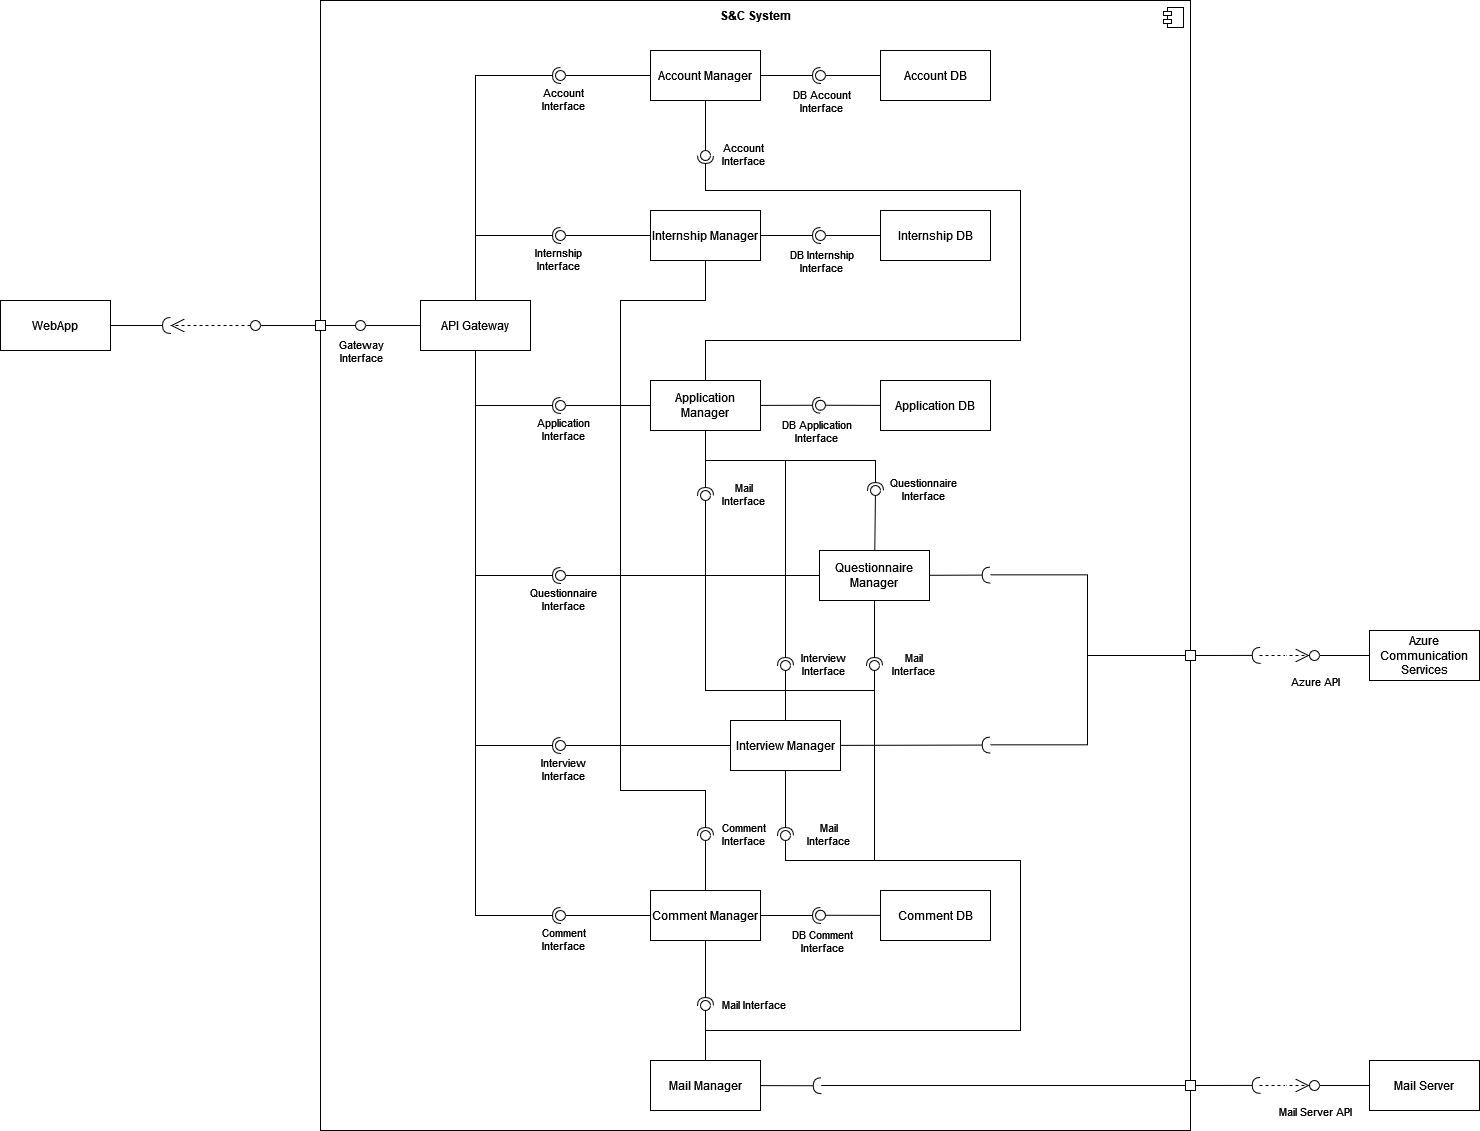 S&C System
Account Manager
Account DB
Account
Interface
DB Account
Interface
Account
Interface
Internship Manager
Internship DB
Internship
Interface
DB Internship
Interface
WebApp
API Gateway
Gateway
Interface
Application
Manager
Application DB
Application
Interface
DB Application
Interface
Mail
Interface
Questionnaire
Interface
Questionnaire
Manager
Questionnaire
Interface
Interview
Interface
Mail
Interface
Azure
Communication
Services
Azure API
Interview Manager
Interview
Interface
Comment
Interface
Mail
Interface
Comment Manager
Comment DB
Comment
Interface
DB Comment
Interface
Mail Interface
Mail Manager
Mail Server
Mail Server API